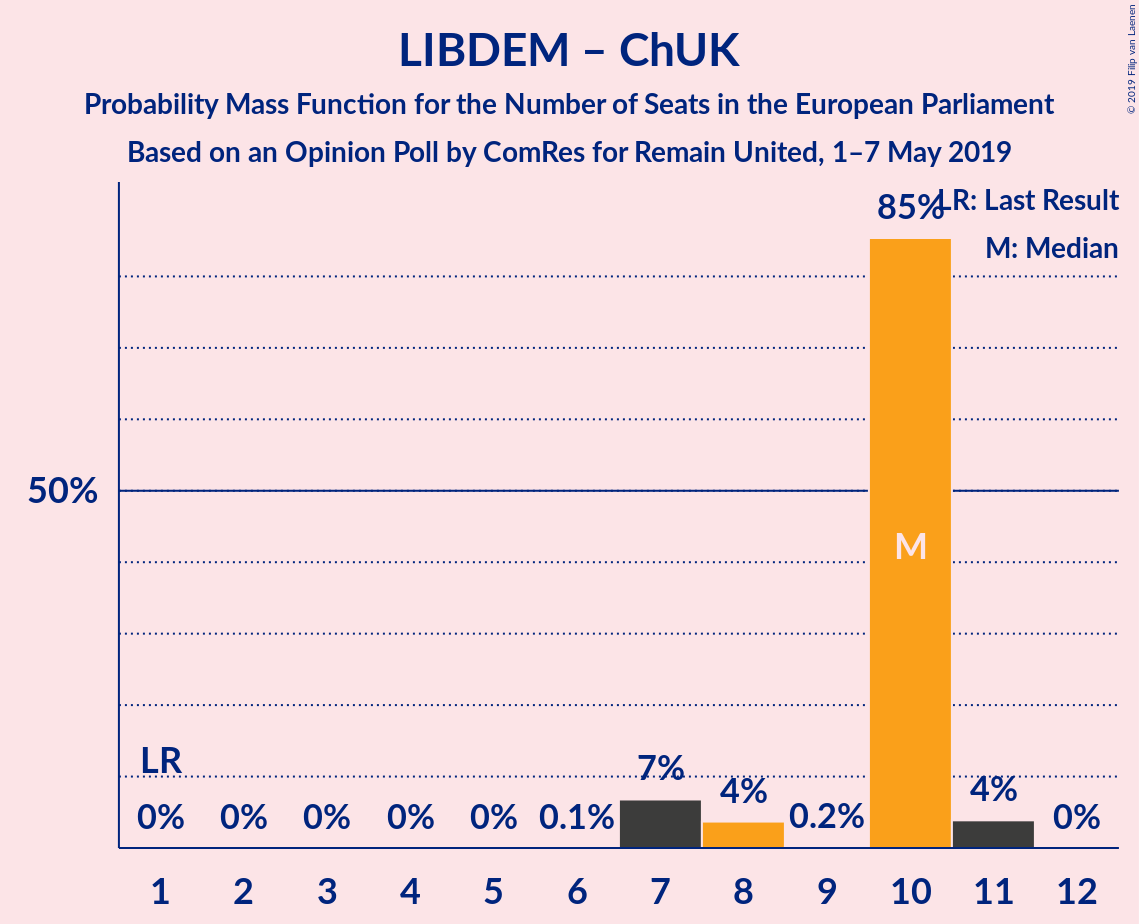 LIBDEM – ChUK
Probability Mass Function for the Number of Seats in the European Parliament
Based on an Opinion Poll by ComRes for Remain United, 1–7 May 2019
© 2019 Filip van Laenen
LR: Last Result
M: Median
85%
50%
M
LR
0% 0% 0% 0% 0% 0.1% 7% 4% 0.2% 4% 0%
1 2 3 4 5 6 7 8 9 10 11 12